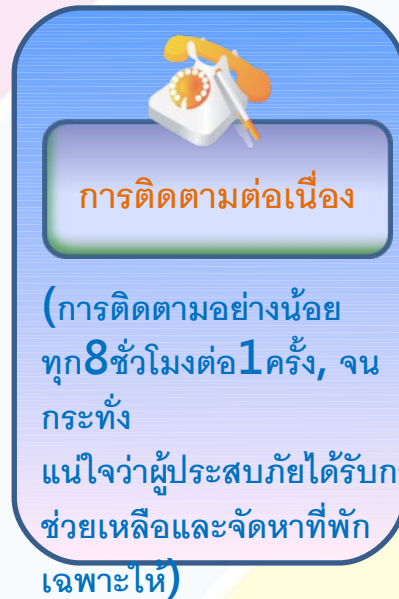 การติดตามต่อเนื่อง
(การติดตามอย่างน้อย
ทุก8ชั่วโมงต่อ1ครั้ง, จน
กระทั่ง
แน่ใจว่าผู้ประสบภัยได้รับก
ช่วยเหลือและจัดหาที่พัก
เฉพาะให้)